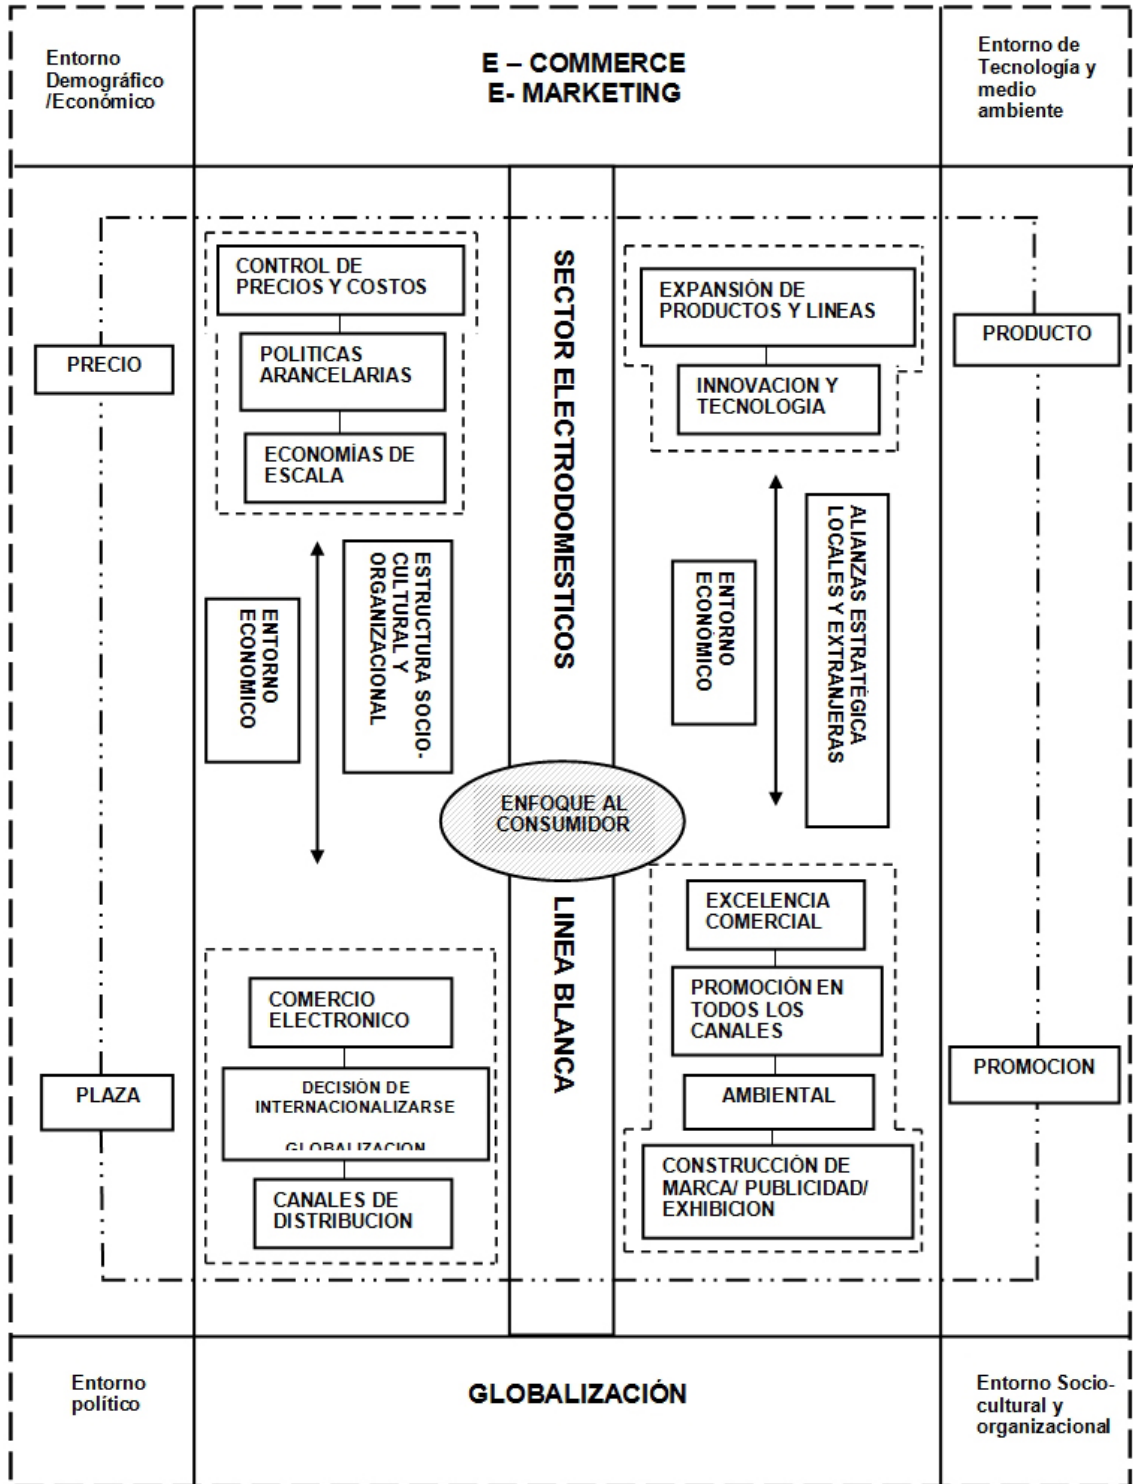 Entorno
Demográfico
/Económico
E – COMMERCE
E- MARKETING
Entorno de
Tecnología y
medio
ambiente
PRECIO
CONTROL DE
PRECIOS Y COSTOS
POLITICAS
ARANCELARIAS
ECONOMÍAS DE
ESCALA
SECTOR ELECTRODOMESTICOS
EXPANSIÓN DE
PRODUCTOS Y LINEAS
INNOVACION Y
TECNOLOGIA
PRODUCTO
ENTORNO
ECONOMICO
ESTRUCTURA SOCIO-
CULTURAL Y
ORGANIZACIONAL
ENTORNO
ECONÓMICO
ALIANZAS ESTRATÉGICA
LOCALES Y EXTRANJERAS
ENFOQUE AL
CONSUMIDOR
LINEA BLANCA
PLAZA
COMERCIO
ELECTRONICO
DECISIÓN DE
INTERNACIONALIZARSE
GLOBALIZACION
CANALES DE
DISTRIBUCION
EXCELENCIA
COMERCIAL
PROMOCIÓN EN
TODOS LOS
CANALES
AMBIENTAL
CONSTRUCCIÓN DE
MARCA/ PUBLICIDAD/
EXHIBICION
PROMOCION
Entorno
político
GLOBALIZACIÓN
Entorno Socio-
cultural y
organizacional